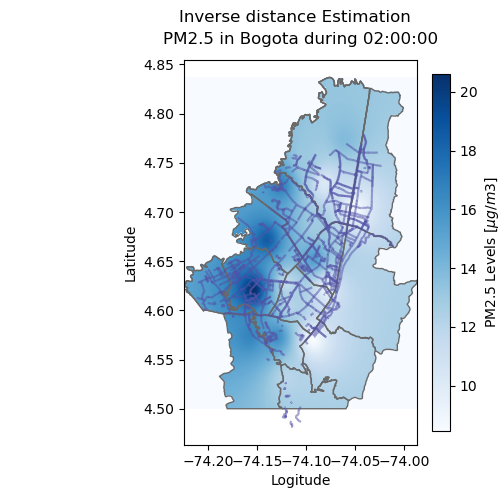 Inverse distance Estimation
PM2.5 in Bogota during 02:00:00
4.85
4.80
4.75
4.70
4.65
4.60
4.55
4.50
Latitude
−74.20 −74.15 −74.10 −74.05 −74.00
Logitude
20
18
16
14
12
10
PM2.5 Levels [μg/m3]